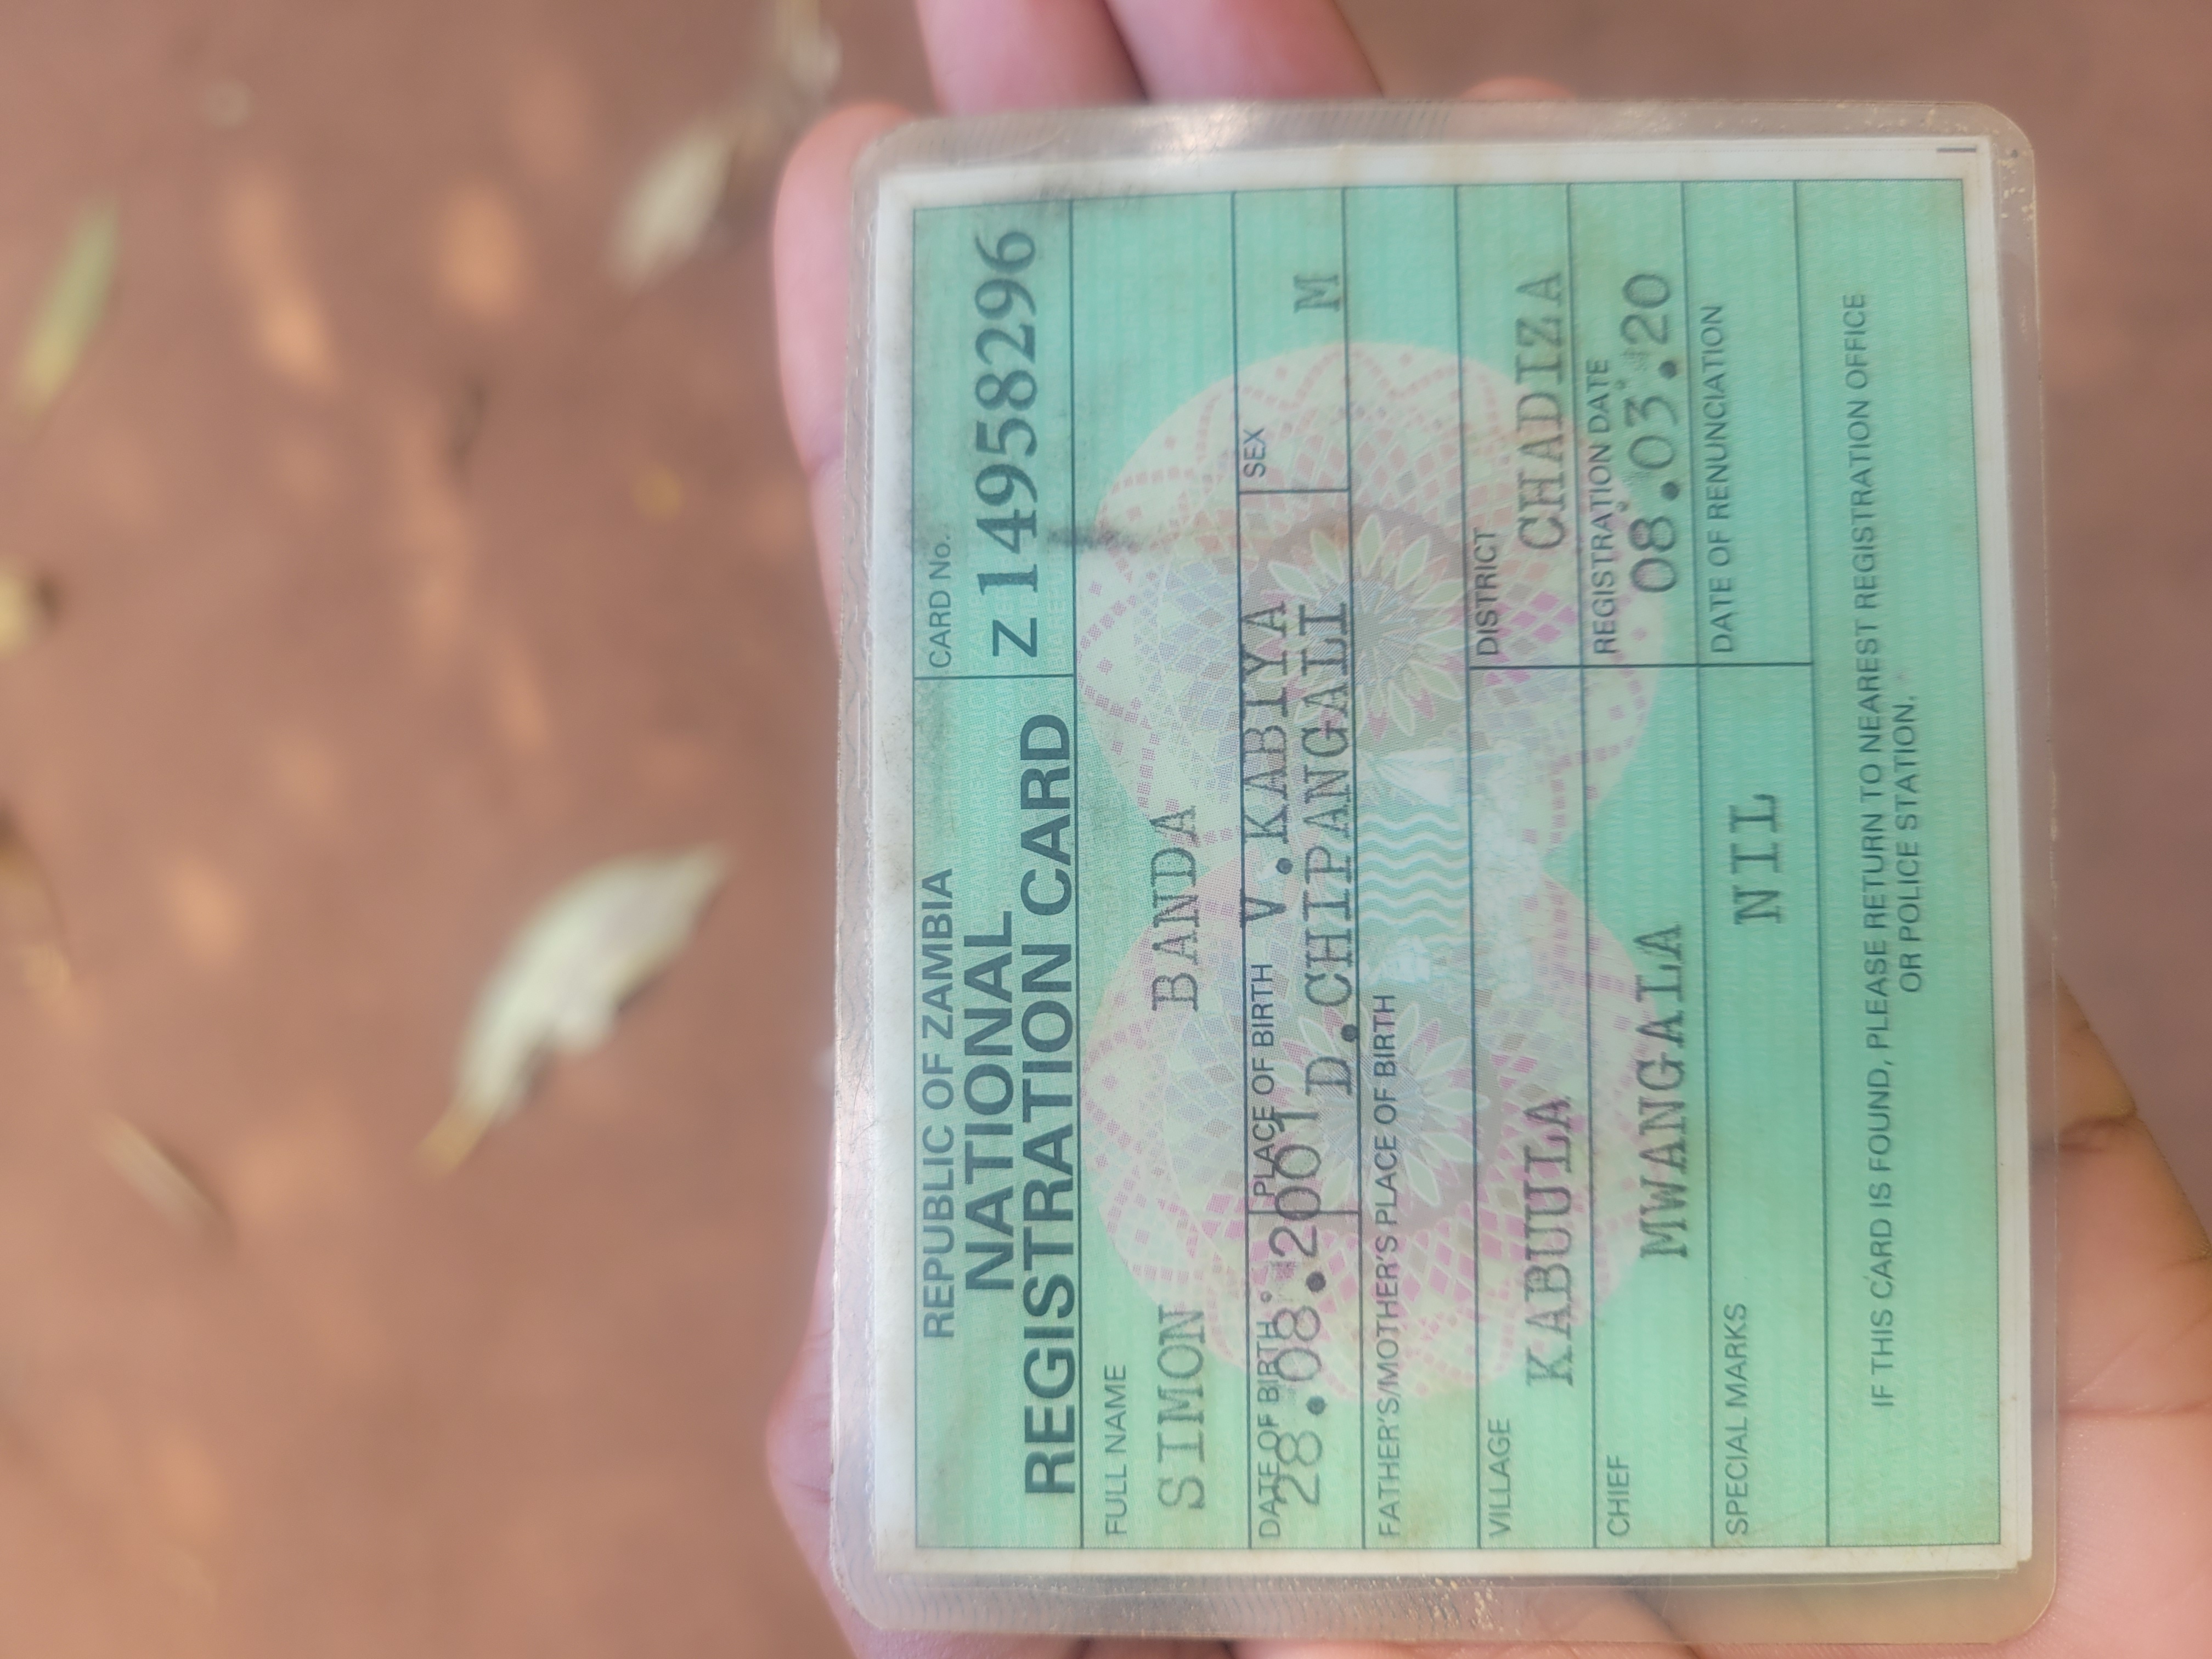 REPUBLIC OF ZAMBIA
NATIONAL
REGISTRATION CARD
CARD No.
Z 14958296
FULL NAME
SIMON BANDA
DATE OF BIRTH PLACE OF BIRTH SEX
28.08.2001 V.KABIYA M
D.CHIPANGALI
FATHER'S/MOTHER'S PLACE OF BIRTH
VILLAGE DISTRICT
KABUULA CHADIZA
CHIEF REGISTRATION DATE
MWANGALA 08.03.20
SPECIAL MARKS DATE OF RENUNCIATION
NIL
IF THIS CARD IS FOUND, PLEASE RETURN TO NEAREST REGISTRATION OFFICE
OR POLICE STATION.